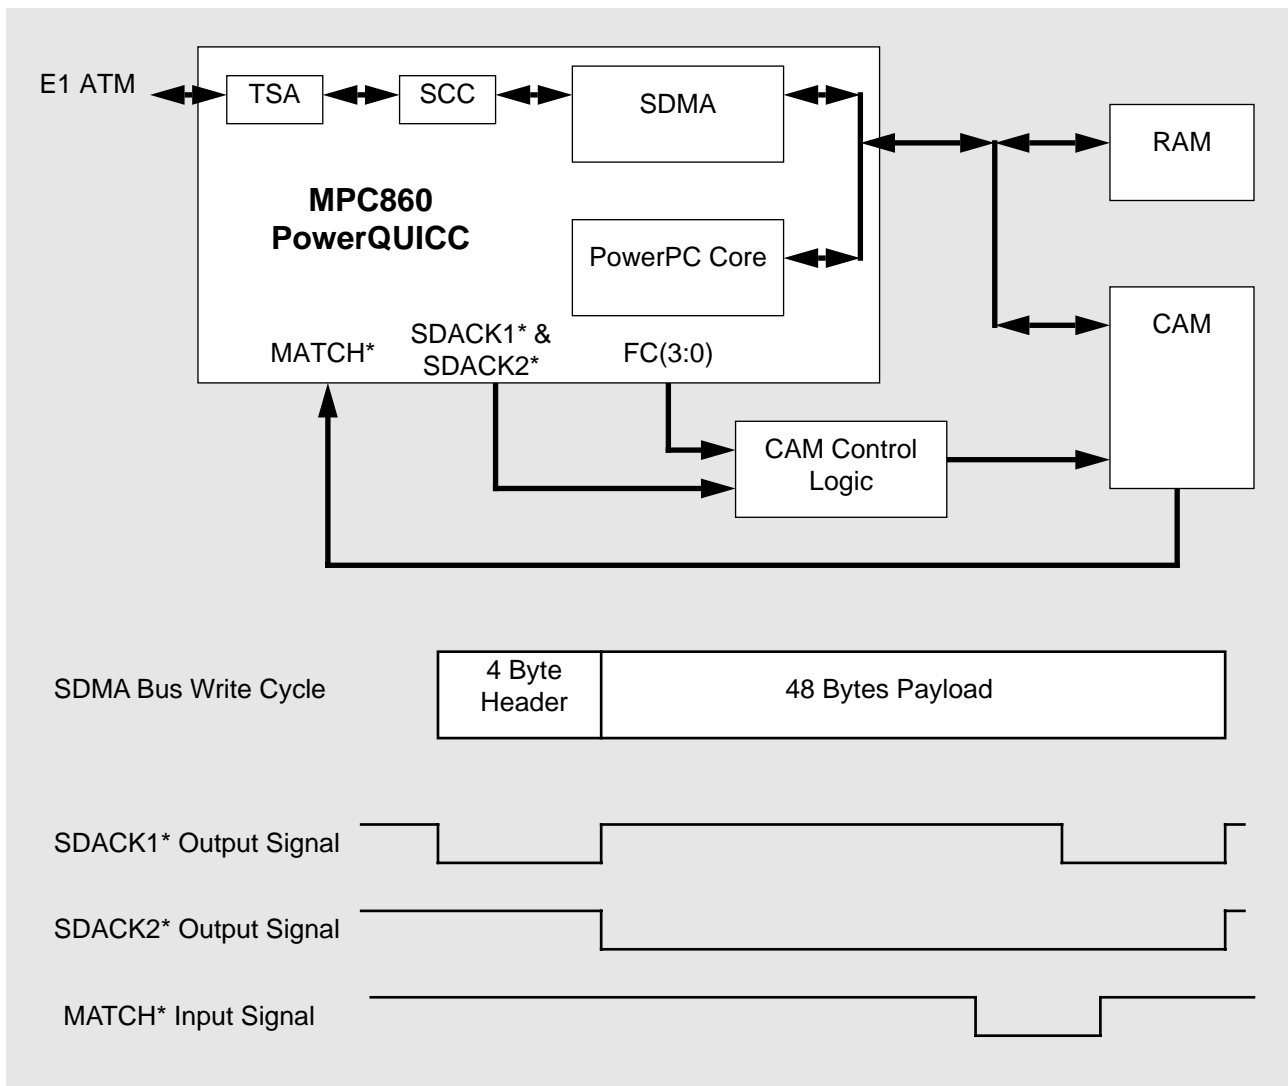 E1 ATM
TSA
SCC
SDMA
RAM
MPC860
PowerQUICC
PowerPC Core
CAM
MATCH*
SDACK1* &
SDACK2*
FC(3:0)
CAM Control
Logic
SDMA Bus Write Cycle
4 Byte
Header
48 Bytes Payload
SDACK1* Output Signal
SDACK2* Output Signal
MATCH* Input Signal